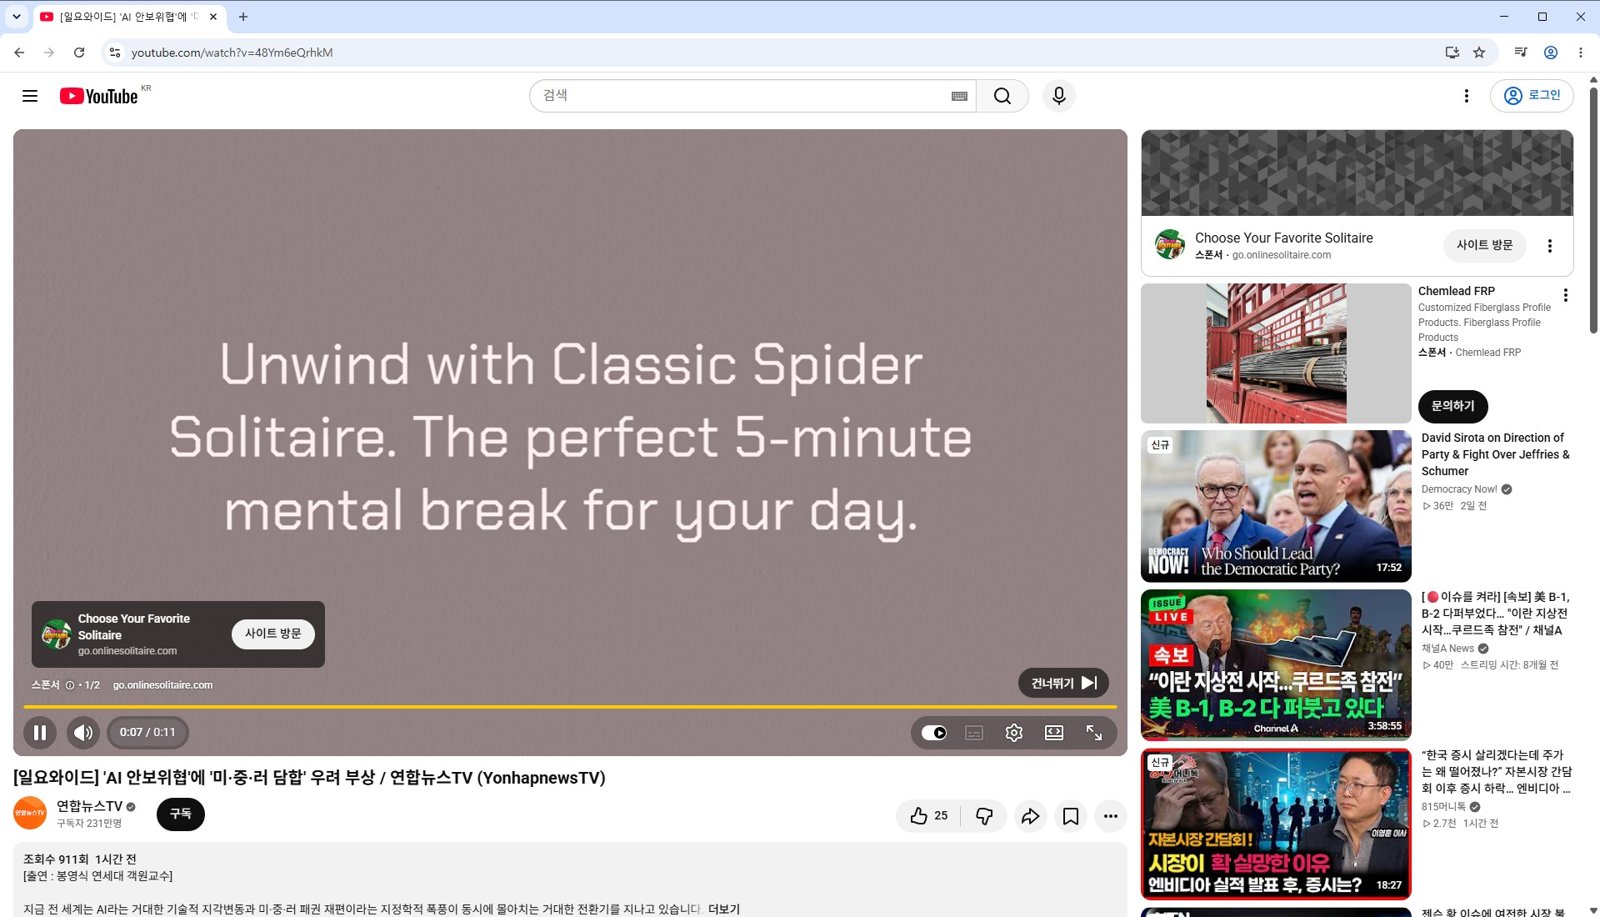 [일요와이드] 'AI 안보위협'에
youtube.com/watch?v=48Ym6eQrhkM
YouTube KR
검색
로그인
Unwind with Classic Spider
Solitaire. The perfect 5-minute
mental break for your day.
Choose Your Favorite
Solitaire
go.onlinesolitaire.com
사이트 방문
스폰서 • 1/2 go.onlinesolitaire.com
건너뛰기
0:07 / 0:11
[일요와이드] 'AI 안보위협'에 '미·중·러 담합' 우려 부상 / 연합뉴스TV (YonhapnewsTV)
연합뉴스TV
연합뉴스TV
구독자 231만명
구독
25
조회수 911회 1시간 전
[출연 : 봉영식 연세대 객원교수]
지금 전 세계는 AI라는 거대한 기술적 지각변동과 미·중·러 패권 재편이라는 지정학적 폭풍이 동시에 몰아치는 거대한 전환기를 지나고 있습니다. 더보기
Choose Your Favorite Solitaire
스폰서 · go.onlinesolitaire.com
사이트 방문
Chemlead FRP
Customized Fiberglass Profile
Products. Fiberglass Profile
Products
스폰서 · Chemlead FRP
문의하기
신규
DEMOCRACY
NOW!
Who Should Lead
the Democratic Party?
17:52
David Sirota on Direction of
Party & Fight Over Jeffries &
Schumer
Democracy Now!
36만 2일 전
ISSUE
LIVE
속보
“이란 지상전 시작...쿠르드족 참전”
美 B-1, B-2 다 퍼붓고 있다
Channel A
3:58:55
[🔴이슈를 켜라] [속보] 美 B-1,
B-2 다퍼부었다... "이란 지상전
시작...쿠르드족 참전" / 채널A
채널A News
40만 스트리밍 시간: 8개월 전
신규
이영훈 이사
자본시장 간담회!
시장이 확 실망한 이유
엔비디아 실적 발표 후, 증시는?
18:27
“한국 증시 살리겠다는데 주가
는 왜 떨어졌나?” 자본시장 간담
회 이후 증시 하락... 엔비디아 ...
815머니톡
2.7천 1시간 전